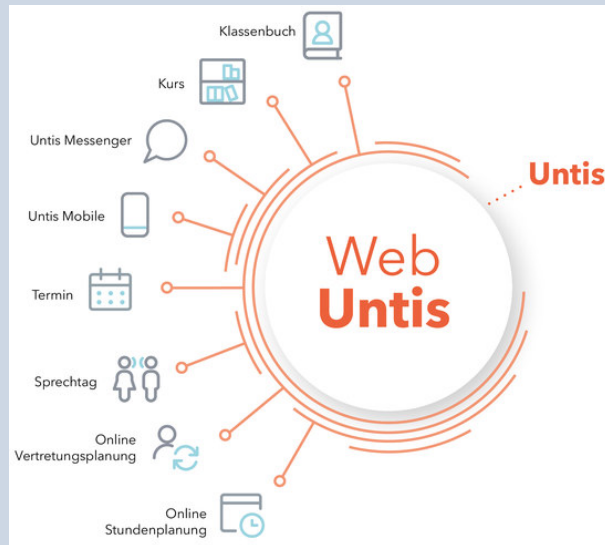 Klassenbuch
Kurs
Untis Messenger
Untis
Untis Mobile
Web
Untis
Termin
Sprechtag
Online
Vertretungsplanung
Online
Stundenplanung